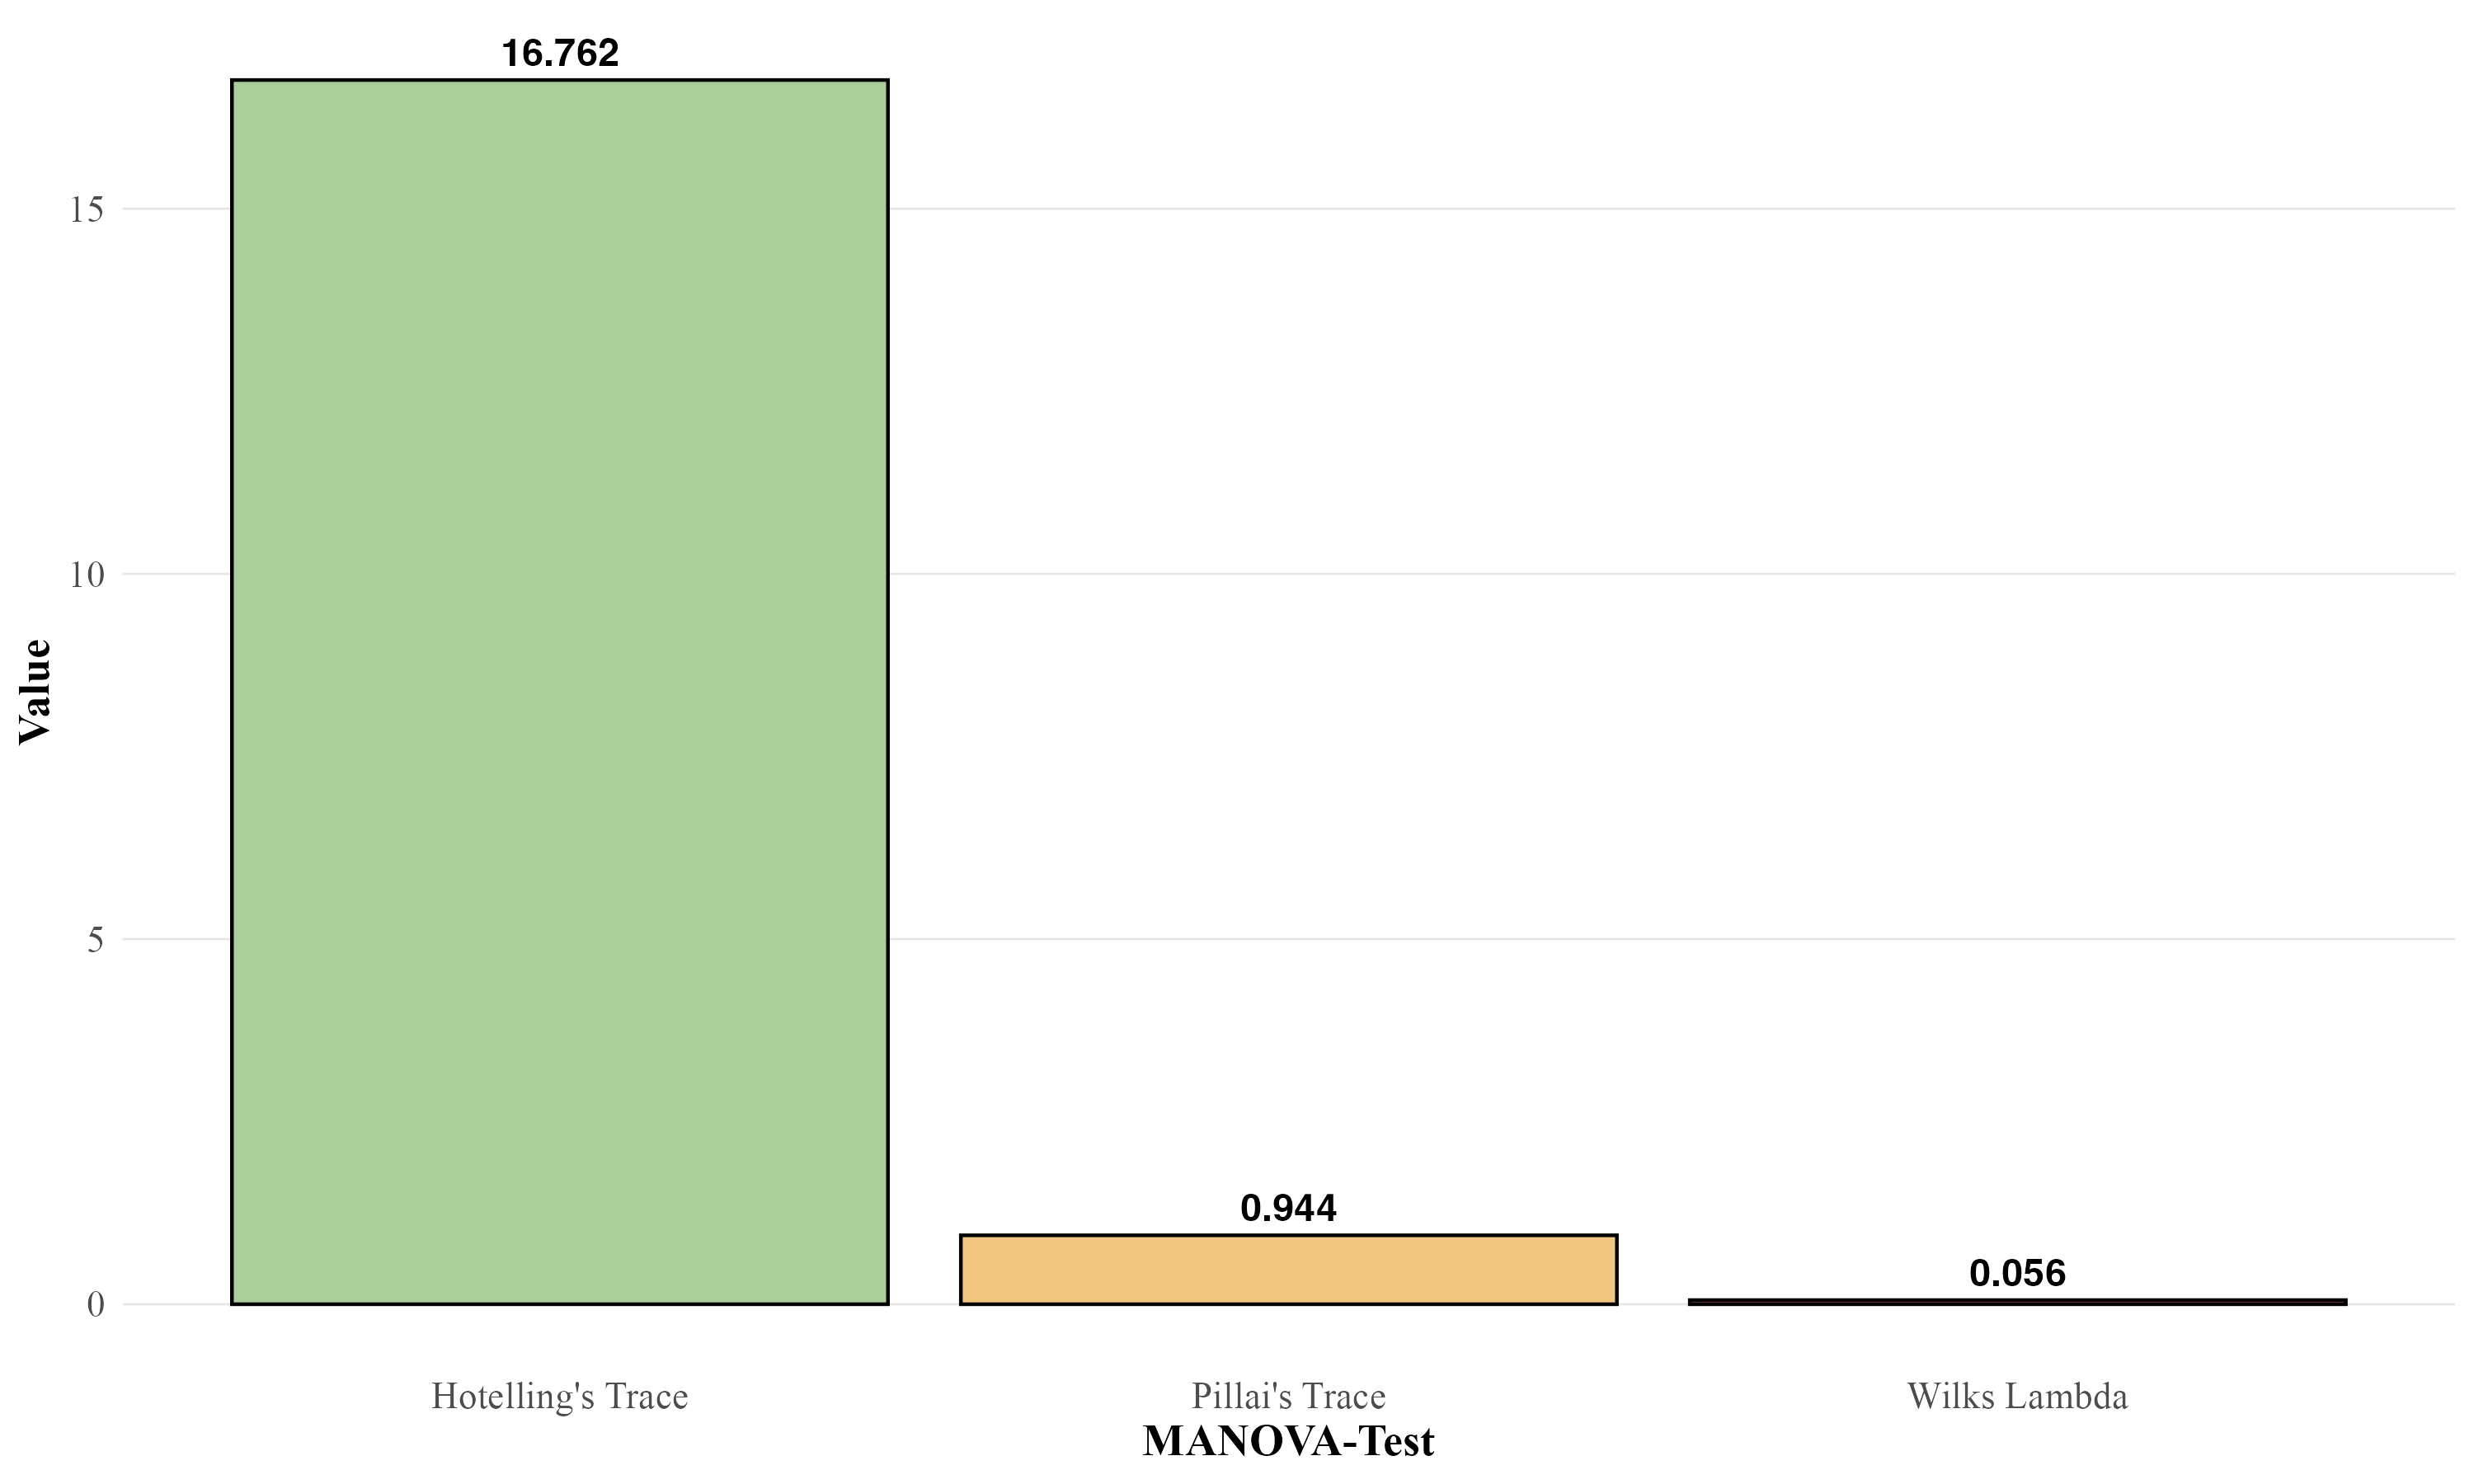 16.762
15
10
5
0
Value
0.944
0.056
Hotelling's Trace
Pillai's Trace
Wilks Lambda
MANOVA-Test